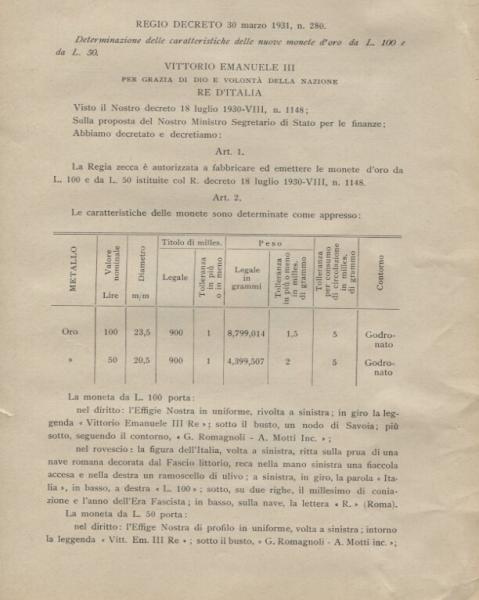 REGIO DECRETO 30 marzo 1931, n. 280.
Determinazione delle caratteristiche delle nuove monete d'oro da L. 100 e
da L. 50.
VITTORIO EMANUELE III
PER GRAZIA DI DIO E VOLONTÀ DELLA NAZIONE
RE D'ITALIA
Visto il Nostro decreto 18 luglio 1930-VIII, n. 1148;
Sulla proposta del Nostro Ministro Segretario di Stato per le finanze;
Abbiamo decretato e decretiamo:
Art. 1.
La Regia zecca è autorizzata a fabbricare ed emettere le monete d'oro da
L. 100 e da L. 50 istituite col R. decreto 18 luglio 1930-VIII, n. 1148.
Art. 2.
Le caratteristiche delle monete sono determinate come appresso:
METALLO
Valore
nominale
Lire
Diametro
m/m
Titolo di milles.
Legale
Tolleranza
in più
o in meno
Peso
Legale
in
grammi
Tolleranza
in più o meno
in milles.
di grammo
Tolleranza
per consumo
di circolazione
in milles.
di grammo
Contorno
Oro 100 23,5 900 1 8,799,014 1,5 5 Godro-
nato
» 50 20,5 900 1 4,399,507 2 5 Godro-
nato
La moneta da L. 100 porta:
nel diritto: l'Effigie Nostra in uniforme, rivolta a sinistra; in giro la leg-
genda « Vittorio Emanuele III Re »; sotto il busto, un nodo di Savoia; più
sotto, seguendo il contorno, « G. Romagnoli - A. Motti Inc. »;
nel rovescio: la figura dell'Italia, volta a sinistra, ritta sulla prua di una
nave romana decorata dal Fascio littorio, reca nella mano sinistra una fiaccola
accesa e nella destra un ramoscello di ulivo; a sinistra, in giro, la parola « Ita-
lia », in basso, a destra « L. 100 »; sotto, su due righe, il millesimo di conia-
zione e l'anno dell'Era Fascista; in basso, sulla nave, la lettera « R. » (Roma).
La moneta da L. 50 porta:
nel diritto: l'Effige Nostra di profilo in uniforme, volta a sinistra; intorno
la leggenda « Vitt. Em. III Re »; sotto il busto, « G. Romagnoli - A. Motti inc. »;